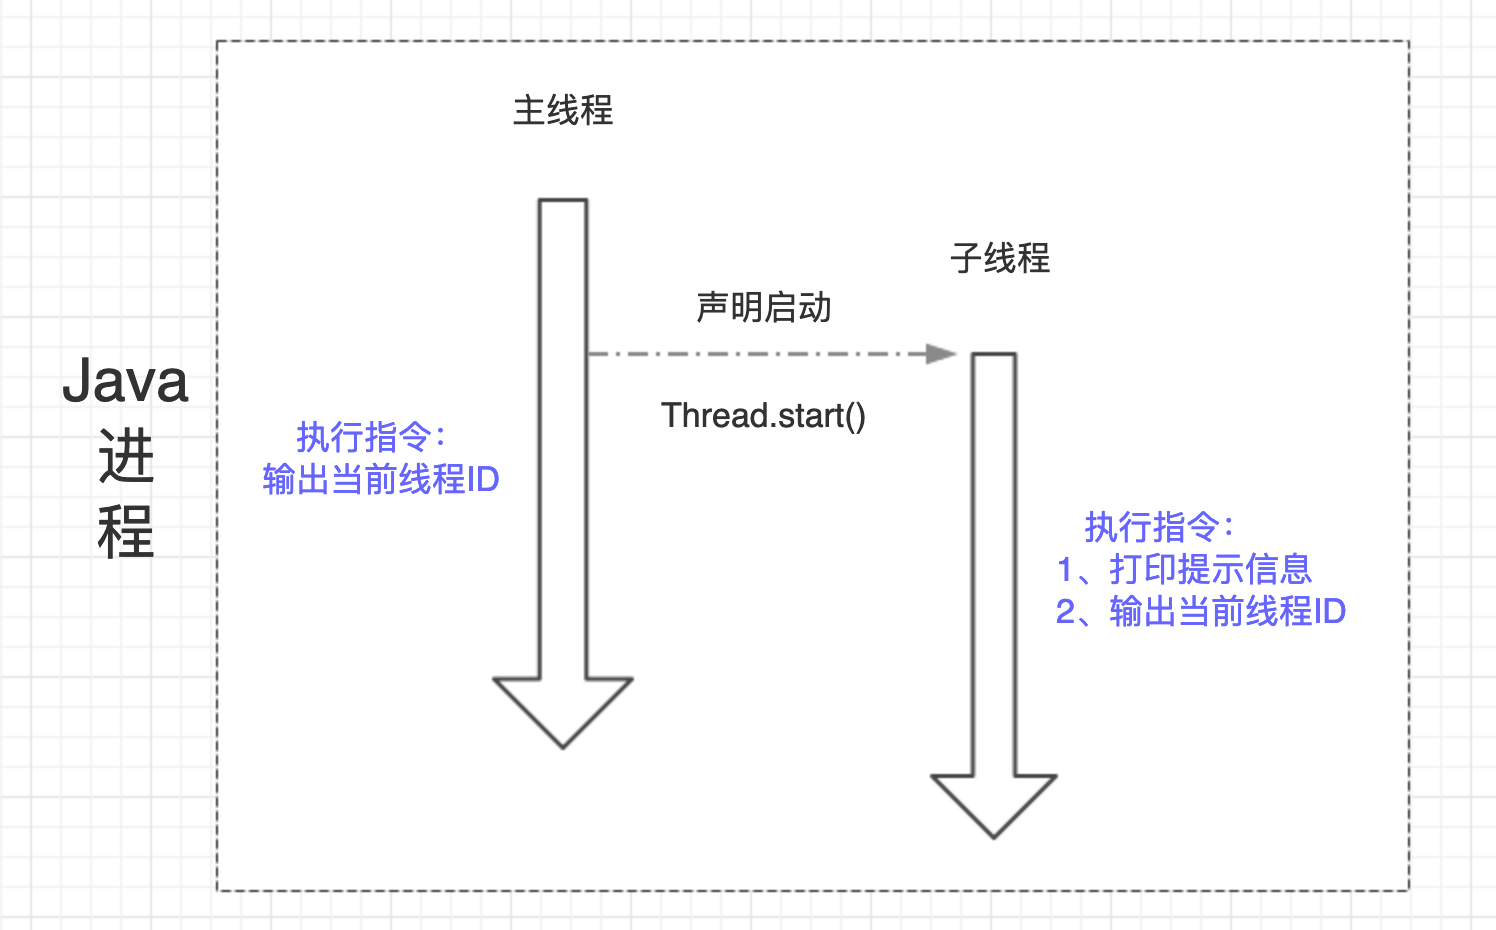 主线程
子线程
声明启动
Thread.start()
Java
进
程
执行指令：
输出当前线程ID
执行指令：
1、打印提示信息
2、输出当前线程ID